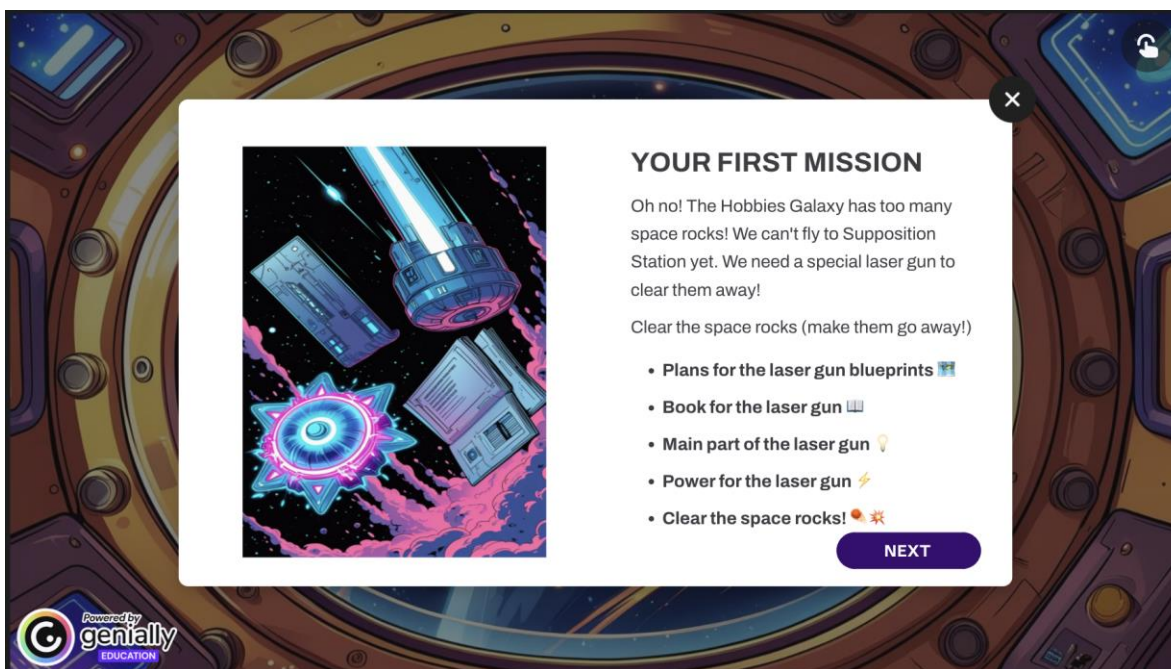 YOUR FIRST MISSION
Oh no! The Hobbies Galaxy has too many
space rocks! We can't fly to Supposition
Station yet. We need a special laser gun to
clear them away!
Clear the space rocks (make them go away!)
• Plans for the laser gun blueprints 🗺️
• Book for the laser gun 📖
• Main part of the laser gun 💡
• Power for the laser gun ⚡
• Clear the space rocks! ☄️💥
NEXT
Powered by
genially
EDUCATION